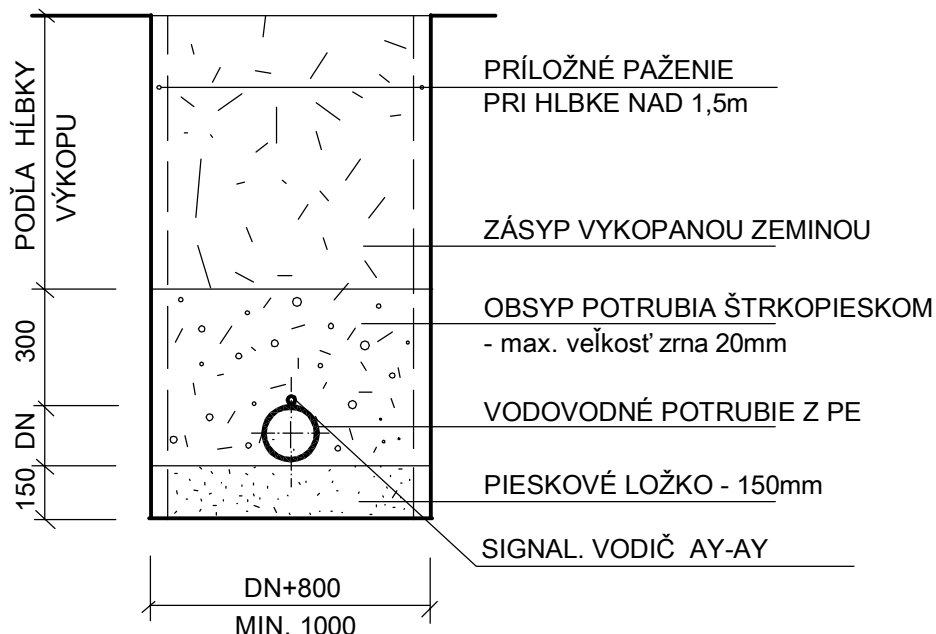 PRÍLOŽNÉ PAŽENIE
PRI HLBKE NAD 1,5m
ZÁSYP VYKOPANOU ZEMINOU
OBSYP POTRUBIA ŠTRKOPIESKOM
- max. veľkosť zrna 20mm
VODOVODNÉ POTRUBIE Z PE
PIESKOVÉ LOŽKO - 150mm
SIGNAL. VODIČ AY-AY
PODĽA HĹBKY
VÝKOPU
300
DN
150
DN+800
MIN. 1000